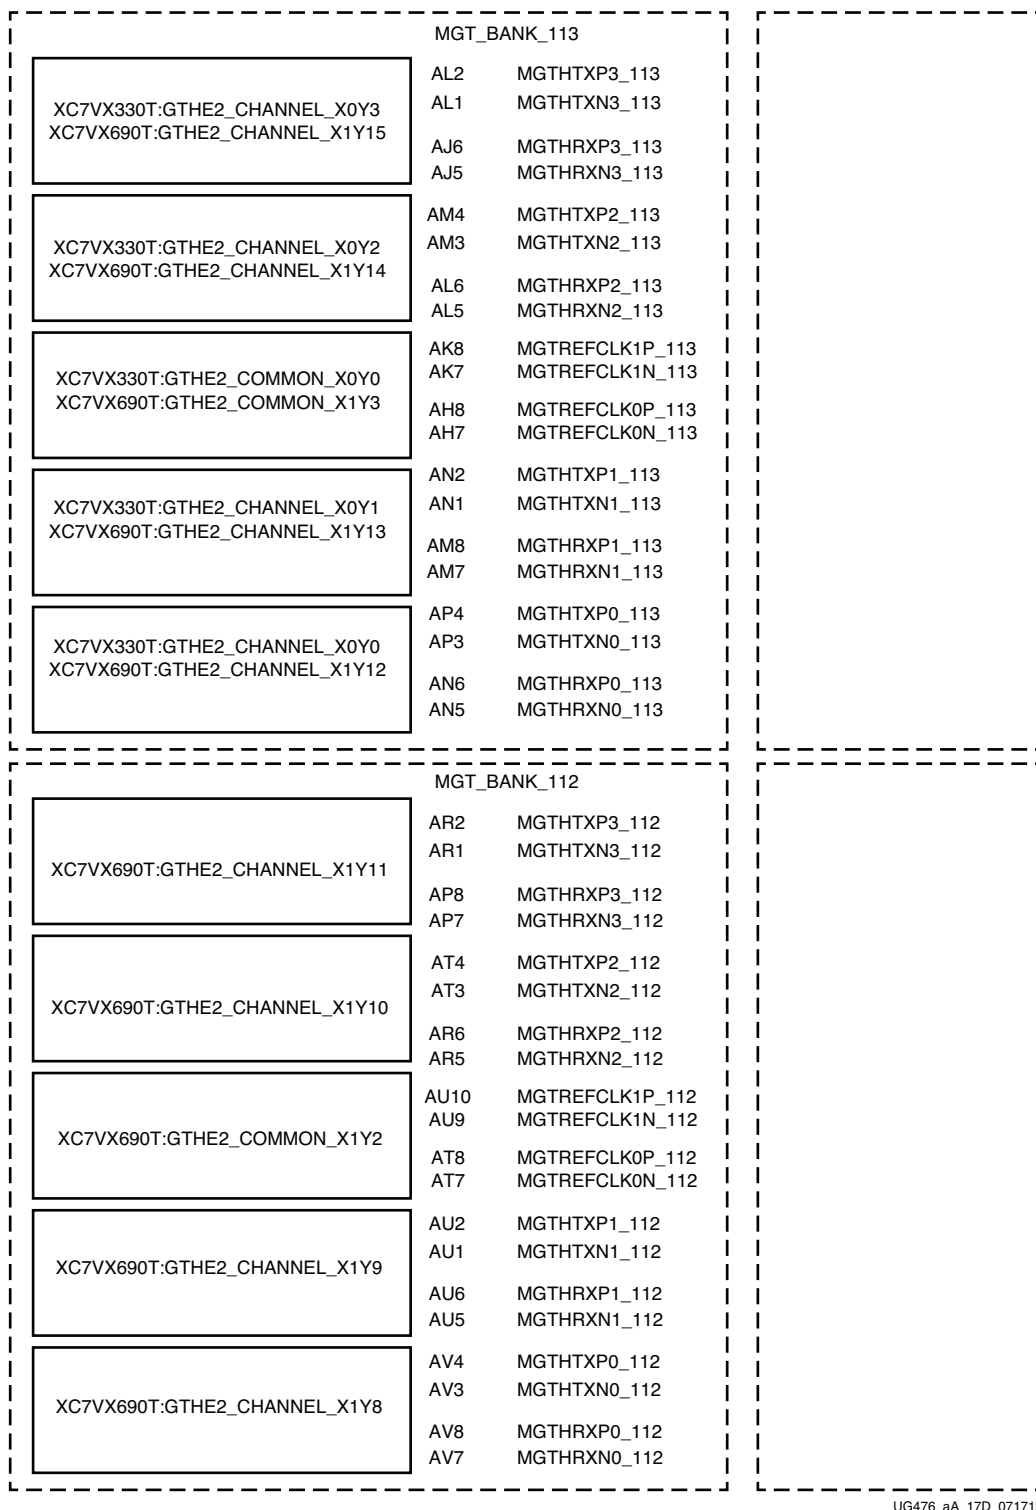 MGT_BANK_113
XC7VX330T:GTHE2_CHANNEL_X0Y3
XC7VX690T:GTHE2_CHANNEL_X1Y15
AL2 MGTHTXP3_113
AL1 MGTHTXN3_113
AJ6 MGTHRXP3_113
AJ5 MGTHRXN3_113
XC7VX330T:GTHE2_CHANNEL_X0Y2
XC7VX690T:GTHE2_CHANNEL_X1Y14
AM4 MGTHTXP2_113
AM3 MGTHTXN2_113
AL6 MGTHRXP2_113
AL5 MGTHRXN2_113
XC7VX330T:GTHE2_COMMON_X0Y0
XC7VX690T:GTHE2_COMMON_X1Y3
AK8 MGTREFCLK1P_113
AK7 MGTREFCLK1N_113
AH8 MGTREFCLK0P_113
AH7 MGTREFCLK0N_113
XC7VX330T:GTHE2_CHANNEL_X0Y1
XC7VX690T:GTHE2_CHANNEL_X1Y13
AN2 MGTHTXP1_113
AN1 MGTHTXN1_113
AM8 MGTHRXP1_113
AM7 MGTHRXN1_113
XC7VX330T:GTHE2_CHANNEL_X0Y0
XC7VX690T:GTHE2_CHANNEL_X1Y12
AP4 MGTHTXP0_113
AP3 MGTHTXN0_113
AN6 MGTHRXP0_113
AN5 MGTHRXN0_113
MGT_BANK_112
XC7VX690T:GTHE2_CHANNEL_X1Y11
AR2 MGTHTXP3_112
AR1 MGTHTXN3_112
AP8 MGTHRXP3_112
AP7 MGTHRXN3_112
XC7VX690T:GTHE2_CHANNEL_X1Y10
AT4 MGTHTXP2_112
AT3 MGTHTXN2_112
AR6 MGTHRXP2_112
AR5 MGTHRXN2_112
XC7VX690T:GTHE2_COMMON_X1Y2
AU10 MGTREFCLK1P_112
AU9 MGTREFCLK1N_112
AT8 MGTREFCLK0P_112
AT7 MGTREFCLK0N_112
XC7VX690T:GTHE2_CHANNEL_X1Y9
AU2 MGTHTXP1_112
AU1 MGTHTXN1_112
AU6 MGTHRXP1_112
AU5 MGTHRXN1_112
XC7VX690T:GTHE2_CHANNEL_X1Y8
AV4 MGTHTXP0_112
AV3 MGTHTXN0_112
AV8 MGTHRXP0_112
AV7 MGTHRXN0_112
UG476_aA_17D_07171